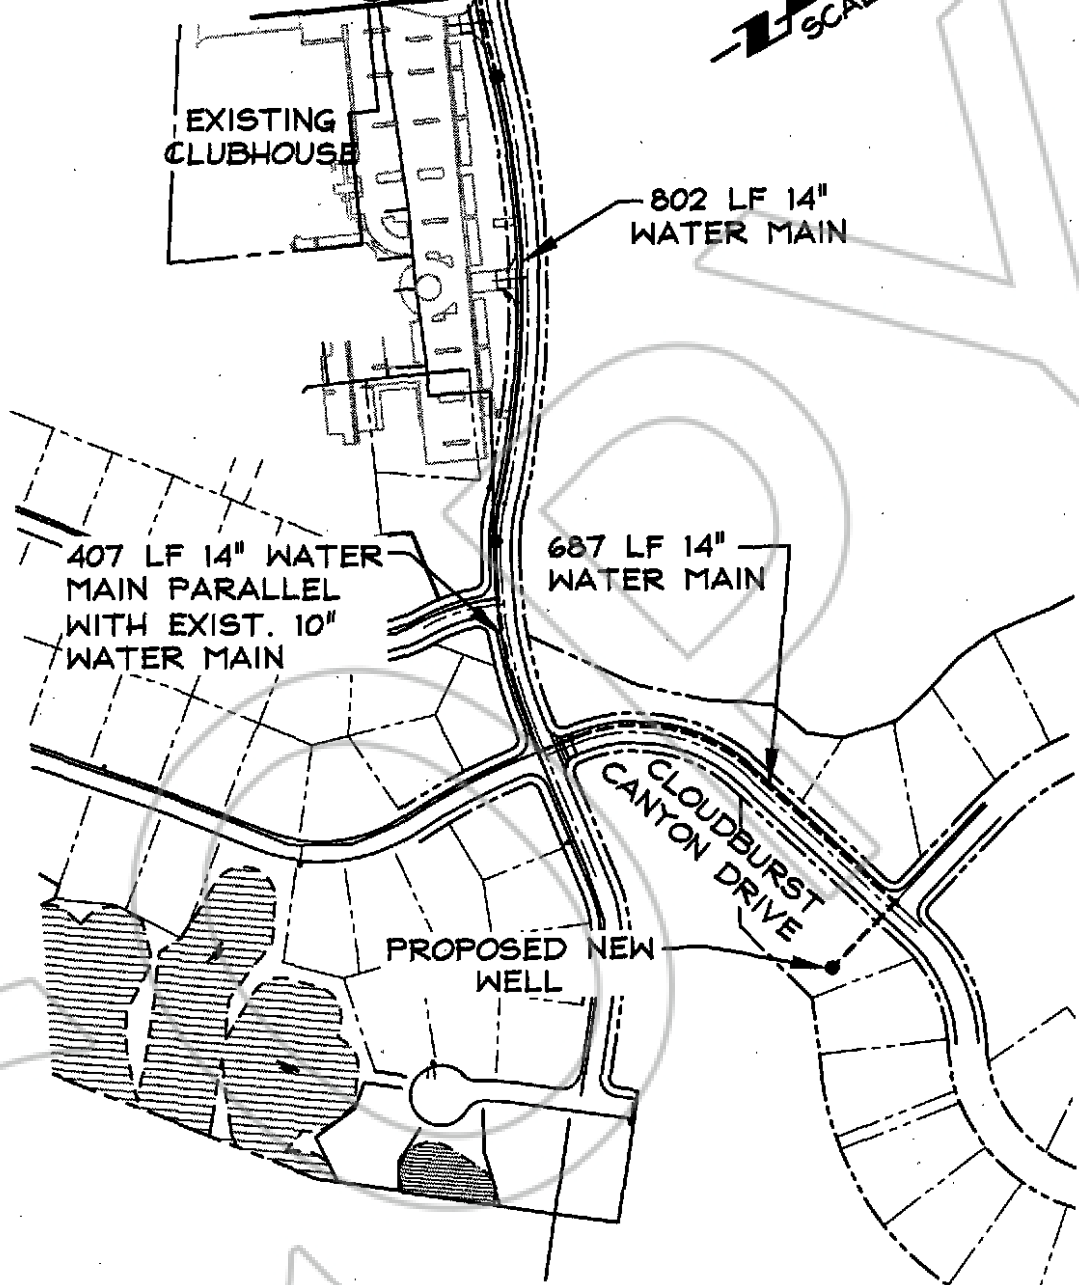 SCAL
EXISTING
CLUBHOUSE
802 LF 14"
WATER MAIN
407 LF 14" WATER
MAIN PARALLEL
WITH EXIST. 10"
WATER MAIN
687 LF 14"
WATER MAIN
CLOUDBURST
CANYON DRIVE
PROPOSED NEW
WELL